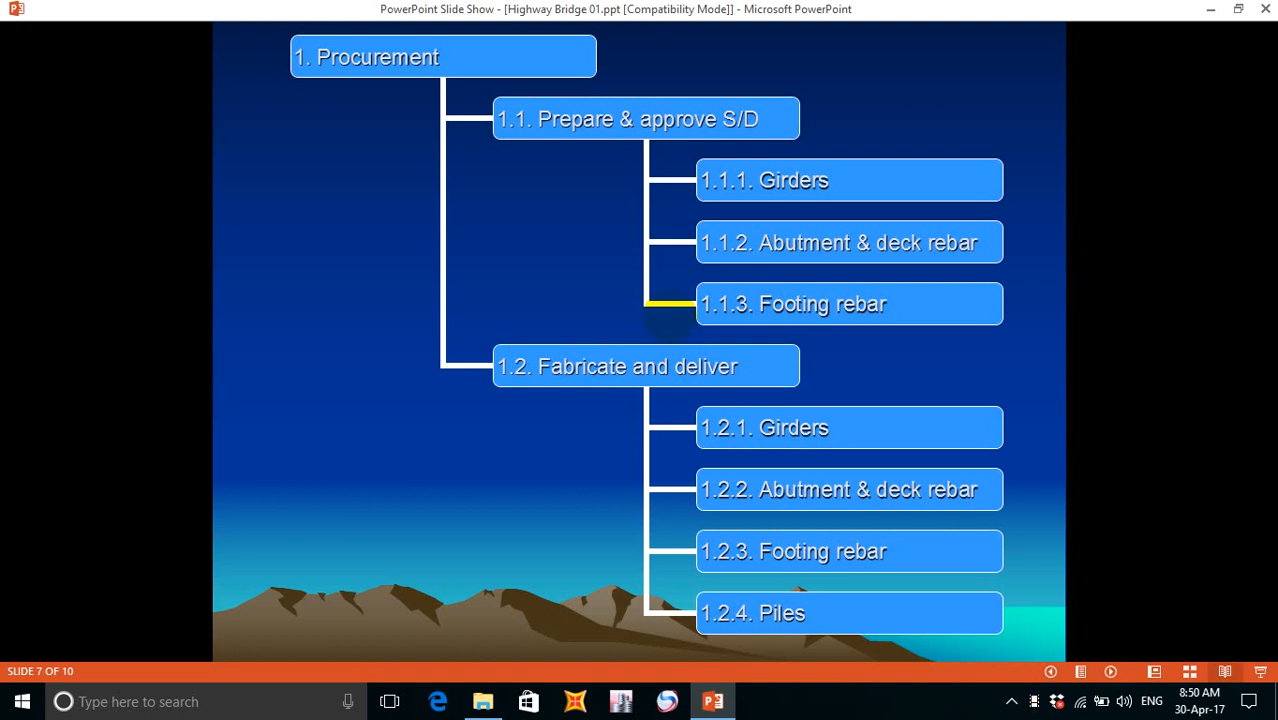 PowerPoint Slide Show - [Highway Bridge 01.ppt [Compatibility Mode]] - Microsoft PowerPoint
1. Procurement
1.1. Prepare & approve S/D
1.1.1. Girders
1.1.2. Abutment & deck rebar
1.1.3. Footing rebar
1.2. Fabricate and deliver
1.2.1. Girders
1.2.2. Abutment & deck rebar
1.2.3. Footing rebar
1.2.4. Piles
SLIDE 7 OF 10
Type here to search
ENG
8:50 AM
30-Apr-17